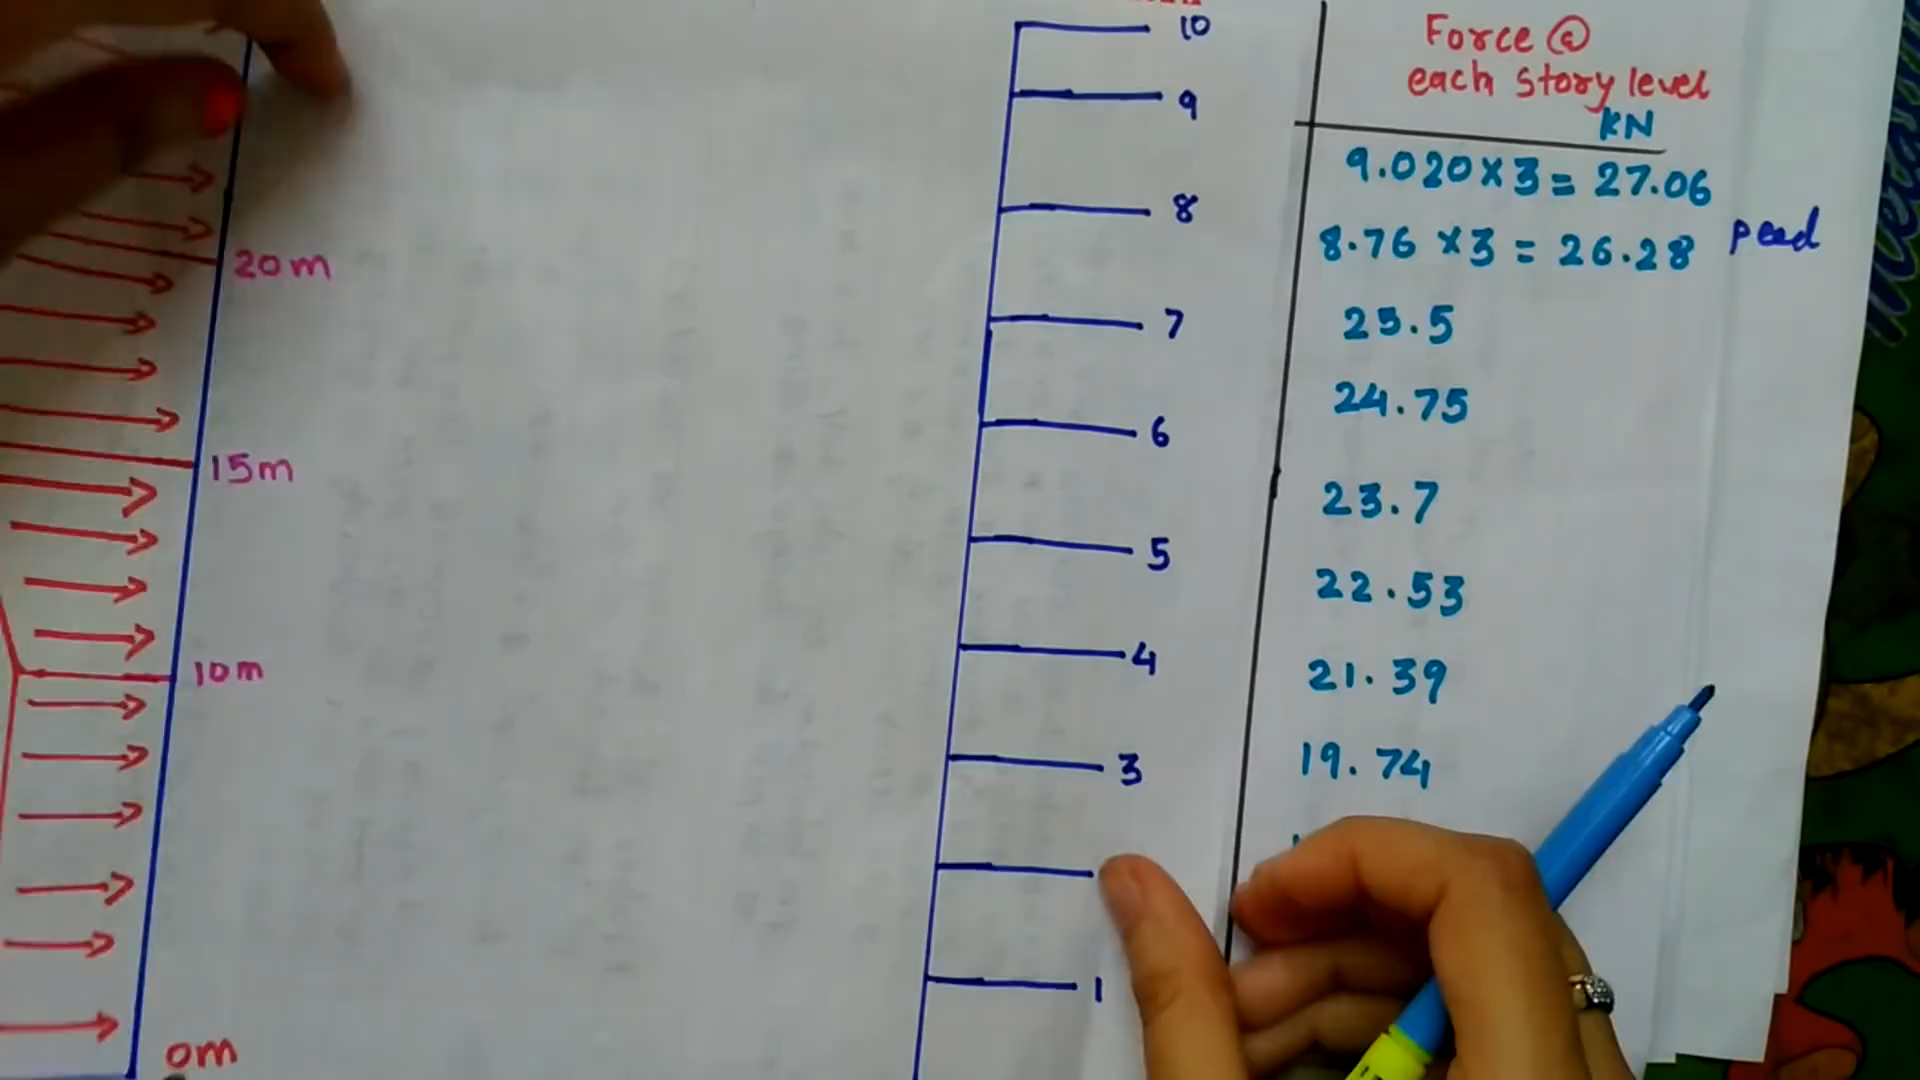 20m
15m
10m
0m
10
9
8
7
6
5
4
3
1
Force @
each Story level
KN
9.020×3 = 27.06
8.76 ×3 = 26.28
25.5
24.75
23.7
22.53
21.39
19.74